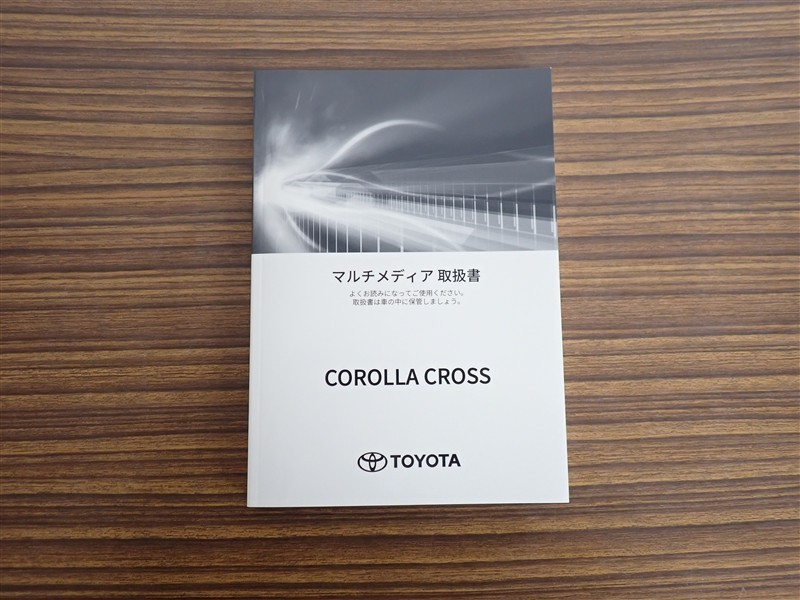 マルチメディア 取扱書
よくお読みになってご使用ください。
取扱書は車の中に保管しましょう。
COROLLA CROSS
TOYOTA